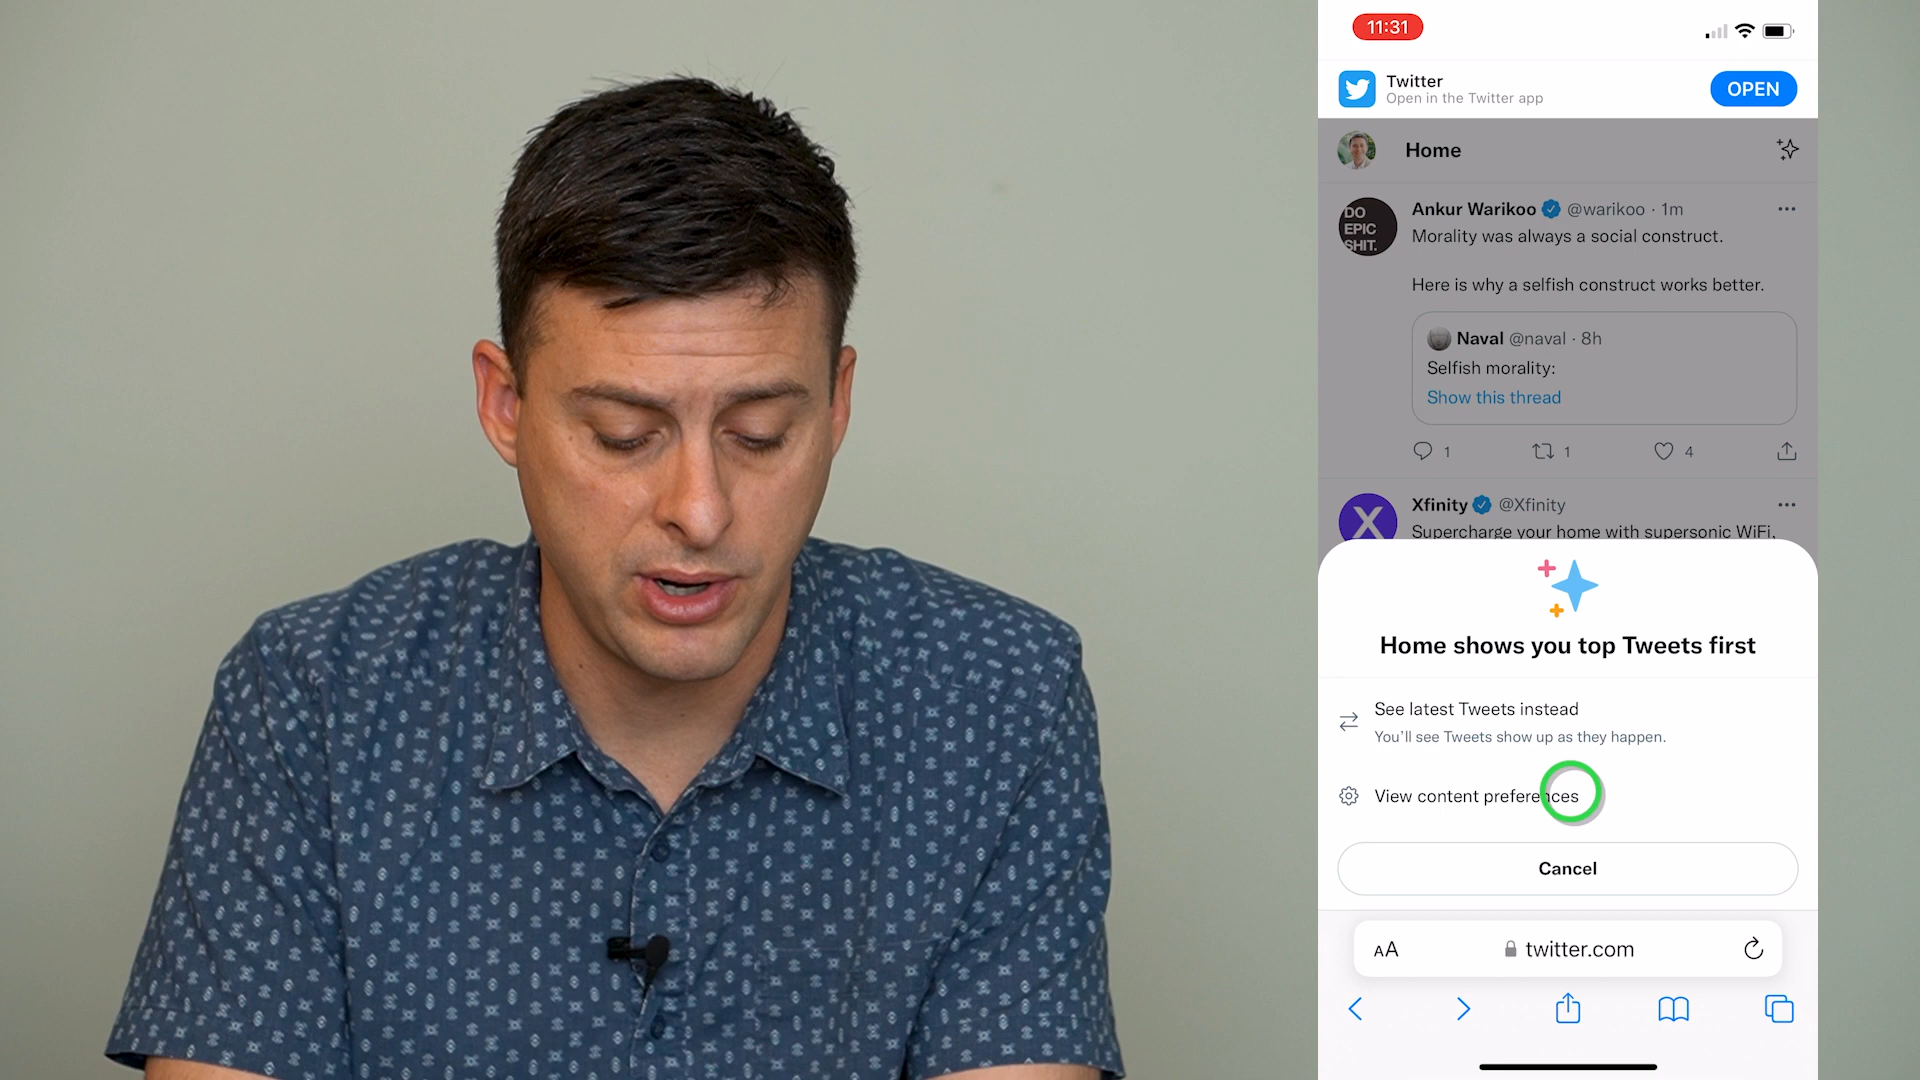 11:31
Twitter
Open in the Twitter app
OPEN
Home
DO
EPIC
SHIT.
Ankur Warikoo @warikoo · 1m
Morality was always a social construct.
Here is why a selfish construct works better.
Naval @naval · 8h
Selfish morality:
Show this thread
1 1 4
X
Xfinity @Xfinity
Supercharge your home with supersonic WiFi,
Home shows you top Tweets first
See latest Tweets instead
You'll see Tweets show up as they happen.
View content preferences
Cancel
AA twitter.com